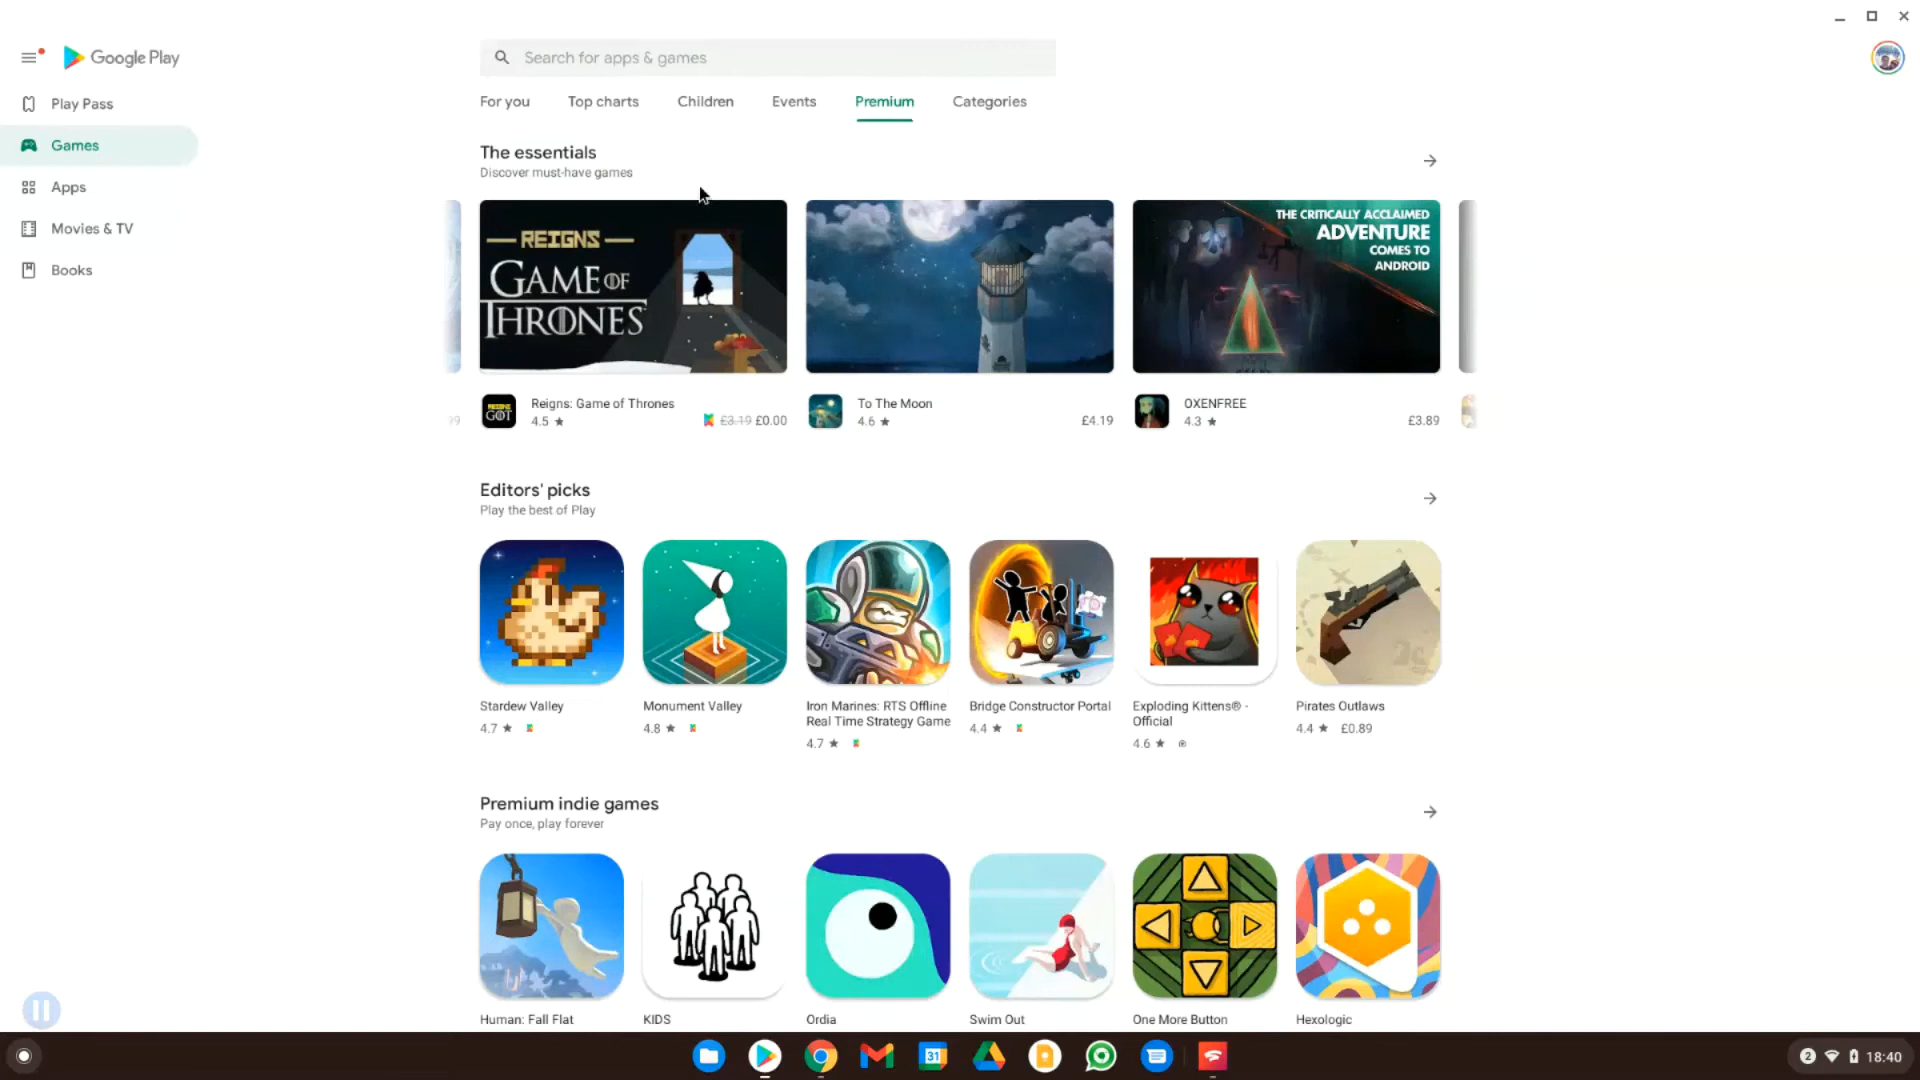 Google Play
Search for apps & games
Play Pass
Games
Apps
Movies & TV
Books
For you
Top charts
Children
Events
Premium
Categories
The essentials
Discover must-have games
REIGNS
GAME OF
THRONES
THE CRITICALLY ACCLAIMED
ADVENTURE
COMES TO
ANDROID
REIGNS
GOT
Reigns: Game of Thrones
4.5 ★
£3.19 £0.00
To The Moon
4.6 ★
£4.19
OXENFREE
4.3 ★
£3.89
Editors' picks
Play the best of Play
Stardew Valley
4.7 ★
Monument Valley
4.8 ★
Iron Marines: RTS Offline
Real Time Strategy Game
4.7 ★
Bridge Constructor Portal
4.4 ★
Exploding Kittens® -
Official
4.6 ★
Pirates Outlaws
4.4 ★ £0.89
Premium indie games
Pay once, play forever
Human: Fall Flat
KIDS
Ordia
Swim Out
One More Button
Hexologic
31
2
18:40